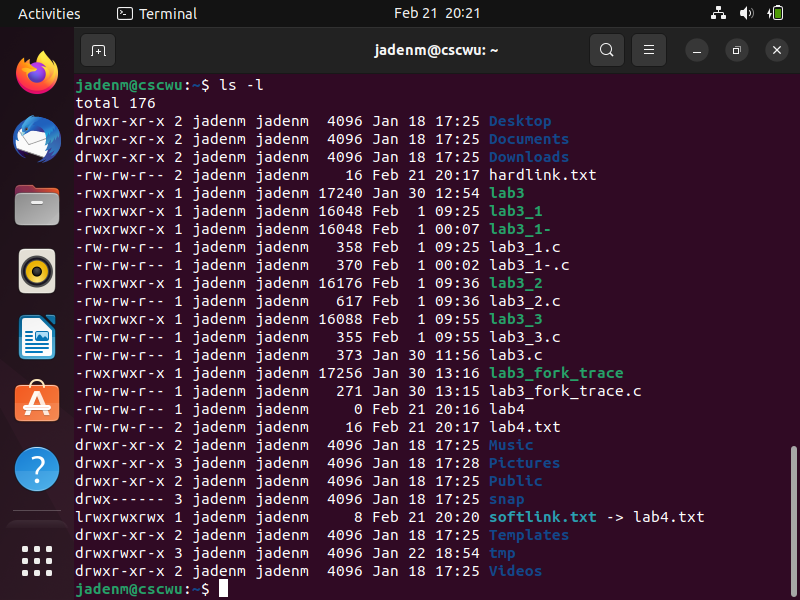 Activities Terminal Feb 21 20:21
jadenm@cscwu: ~
jadenm@cscwu:~$ ls -l
total 176
drwxr-xr-x 2 jadenm jadenm  4096 Jan 18 17:25 Desktop
drwxr-xr-x 2 jadenm jadenm  4096 Jan 18 17:25 Documents
drwxr-xr-x 2 jadenm jadenm  4096 Jan 18 17:25 Downloads
-rw-rw-r-- 2 jadenm jadenm    16 Feb 21 20:17 hardlink.txt
-rwxrwxr-x 1 jadenm jadenm 17240 Jan 30 12:54 lab3
-rwxrwxr-x 1 jadenm jadenm 16048 Feb  1 09:25 lab3_1
-rwxrwxr-x 1 jadenm jadenm 16048 Feb  1 00:07 lab3_1-
-rw-rw-r-- 1 jadenm jadenm   358 Feb  1 09:25 lab3_1.c
-rw-rw-r-- 1 jadenm jadenm   370 Feb  1 00:02 lab3_1-.c
-rwxrwxr-x 1 jadenm jadenm 16176 Feb  1 09:36 lab3_2
-rw-rw-r-- 1 jadenm jadenm   617 Feb  1 09:36 lab3_2.c
-rwxrwxr-x 1 jadenm jadenm 16088 Feb  1 09:55 lab3_3
-rw-rw-r-- 1 jadenm jadenm   355 Feb  1 09:55 lab3_3.c
-rw-rw-r-- 1 jadenm jadenm   373 Jan 30 11:56 lab3.c
-rwxrwxr-x 1 jadenm jadenm 17256 Jan 30 13:16 lab3_fork_trace
-rw-rw-r-- 1 jadenm jadenm   271 Jan 30 13:15 lab3_fork_trace.c
-rw-rw-r-- 1 jadenm jadenm     0 Feb 21 20:16 lab4
-rw-rw-r-- 2 jadenm jadenm    16 Feb 21 20:17 lab4.txt
drwxr-xr-x 2 jadenm jadenm  4096 Jan 18 17:25 Music
drwxr-xr-x 3 jadenm jadenm  4096 Jan 18 17:28 Pictures
drwxr-xr-x 2 jadenm jadenm  4096 Jan 18 17:25 Public
drwx------ 3 jadenm jadenm  4096 Jan 18 17:25 snap
lrwxrwxrwx 1 jadenm jadenm     8 Feb 21 20:20 softlink.txt -> lab4.txt
drwxr-xr-x 2 jadenm jadenm  4096 Jan 18 17:25 Templates
drwxrwxr-x 3 jadenm jadenm  4096 Jan 22 18:54 tmp
drwxr-xr-x 2 jadenm jadenm  4096 Jan 18 17:25 Videos
jadenm@cscwu:~$